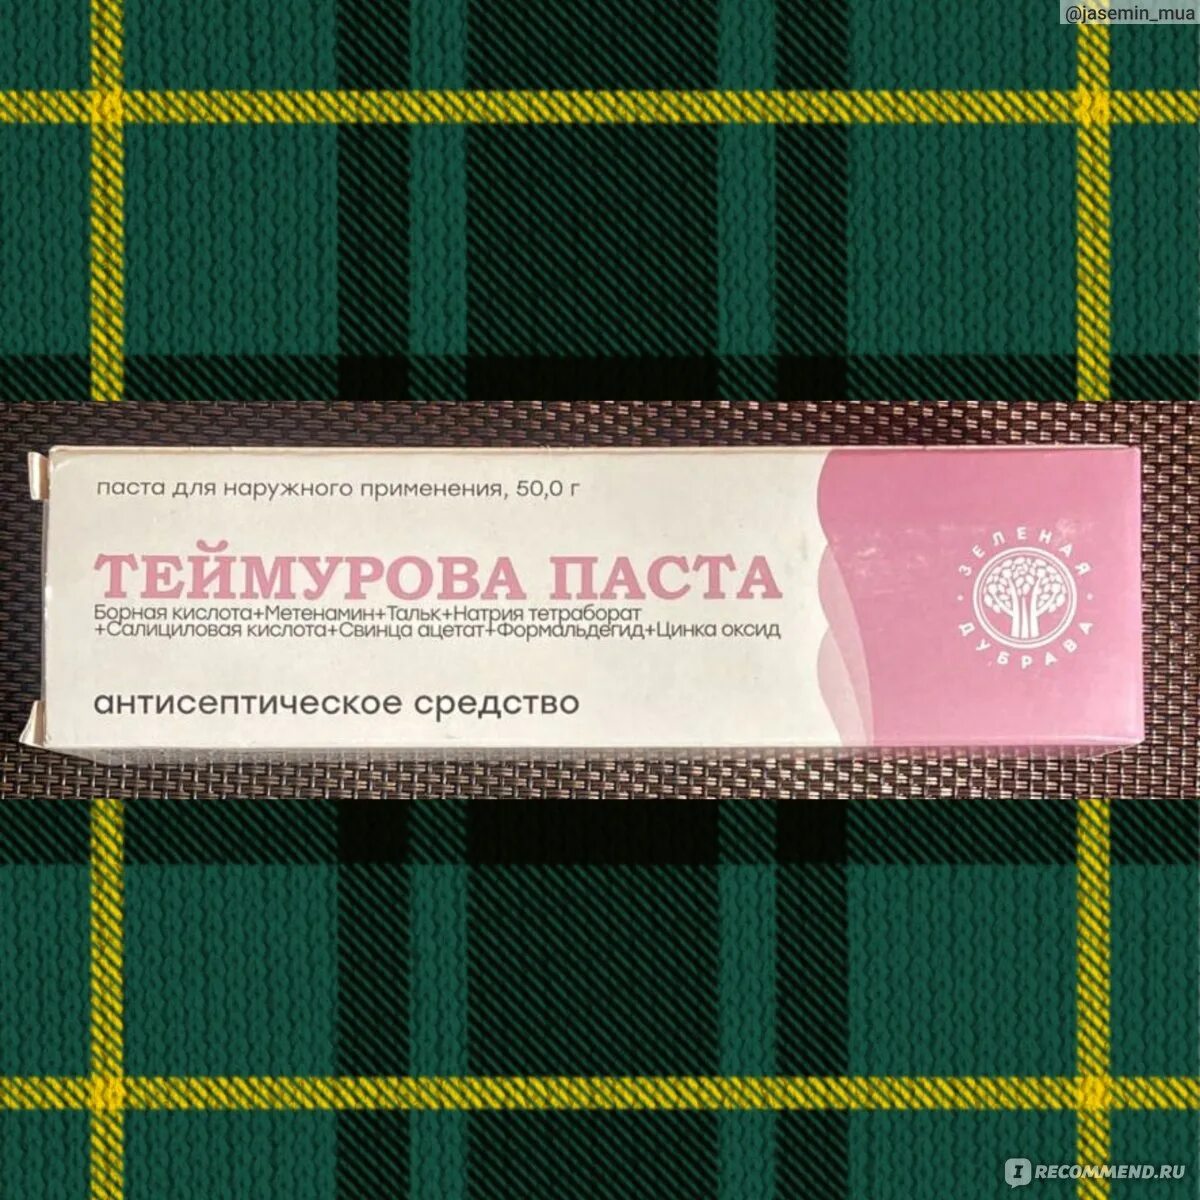 @jasemin_mua
паста для наружного применения, 50,0 г
ТЕЙМУРОВА ПАСТА
Борная кислота+Метенамин+Тальк+Натрия тетраборат
+Салициловая кислота+Свинца ацетат+Формальдегид+Цинка оксид
антисептическое средство
ЗЕЛЕНАЯ
ДУБРАВА
IRECOMMEND.RU